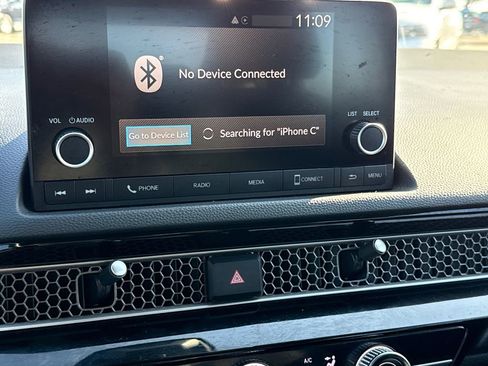 11:09
No Device Connected
VOL AUDIO
LIST SELECT
Go to Device List
Searching for "iPhone C"
PHONE RADIO MEDIA CONNECT MENU
A/C